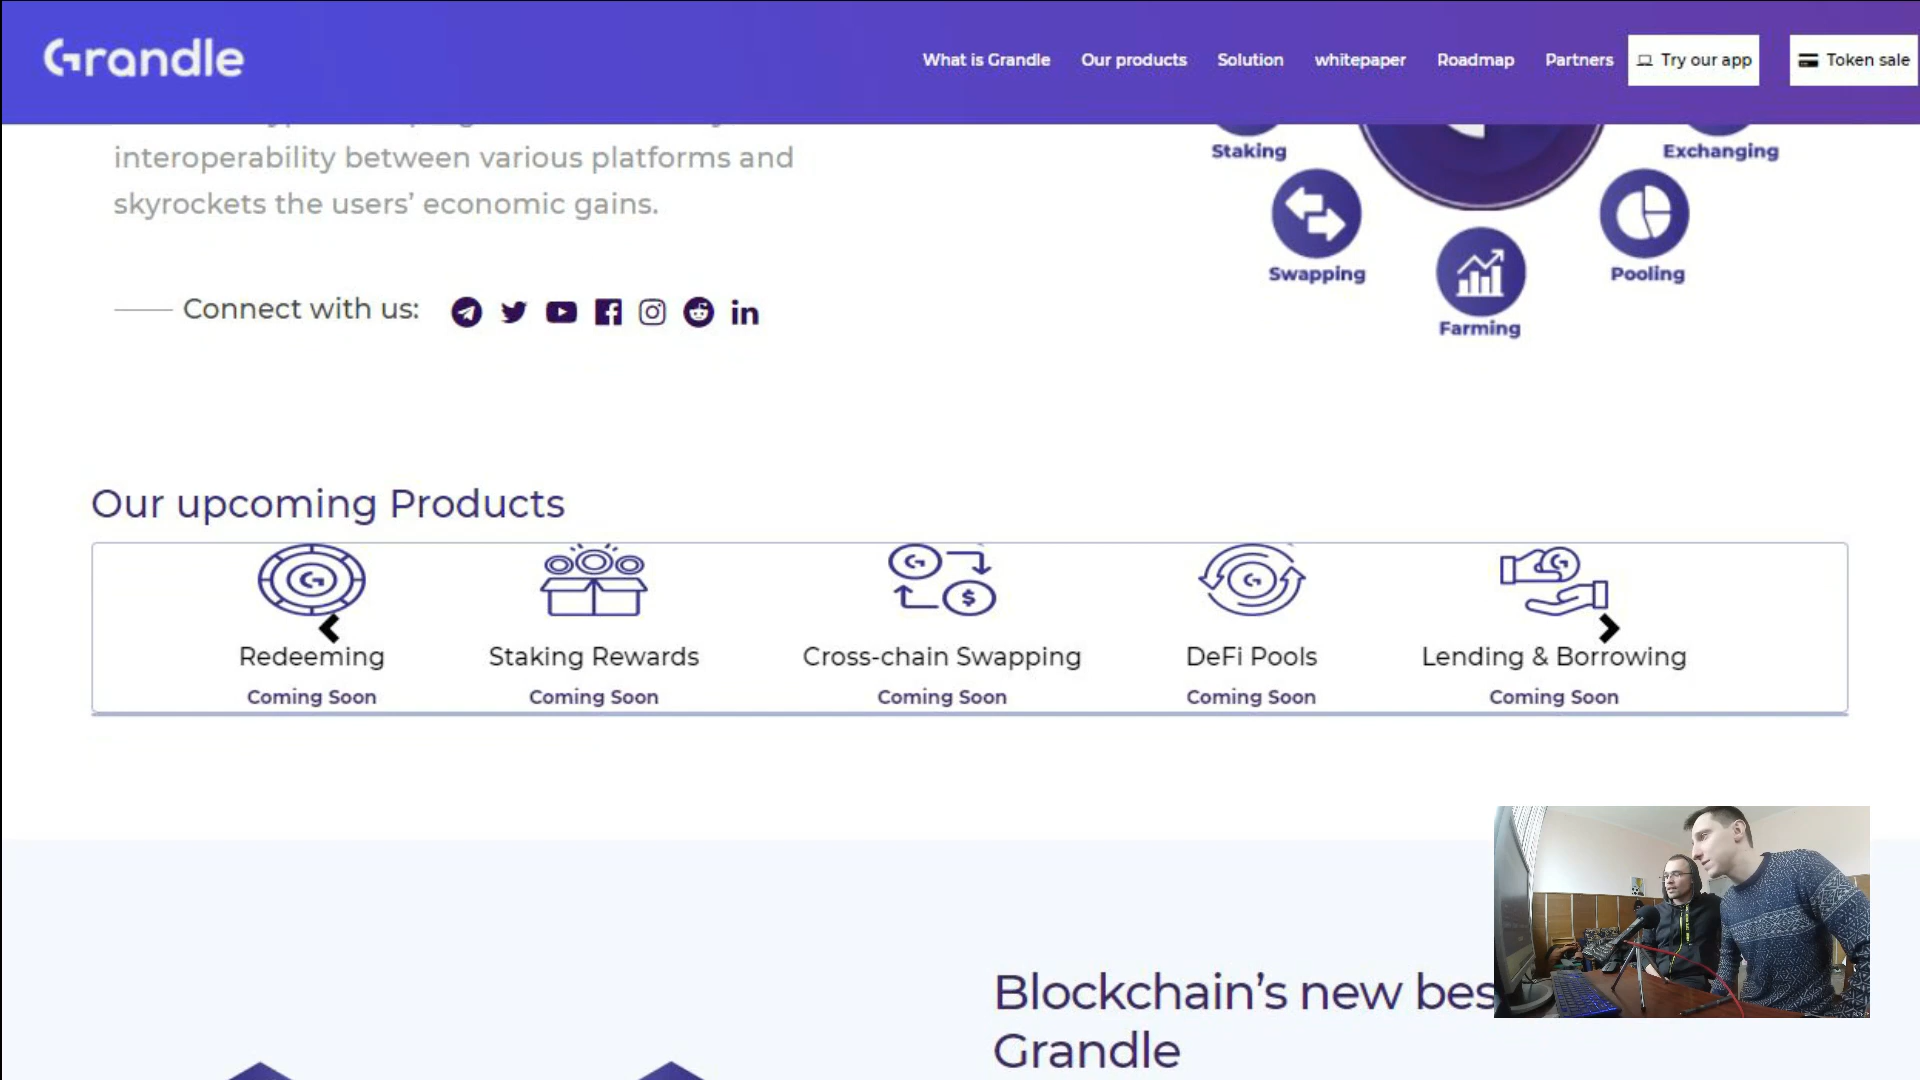 Grandle
What is Grandle
Our products
Solution
whitepaper
Roadmap
Partners
Try our app
Token sale
interoperability between various platforms and
skyrockets the users’ economic gains.
Connect with us:
Staking
Exchanging
Swapping
Pooling
Farming
Our upcoming Products
Redeeming
Staking Rewards
Cross-chain Swapping
DeFi Pools
Lending & Borrowing
Coming Soon
Coming Soon
Coming Soon
Coming Soon
Coming Soon
Blockchain’s new bes
Grandle